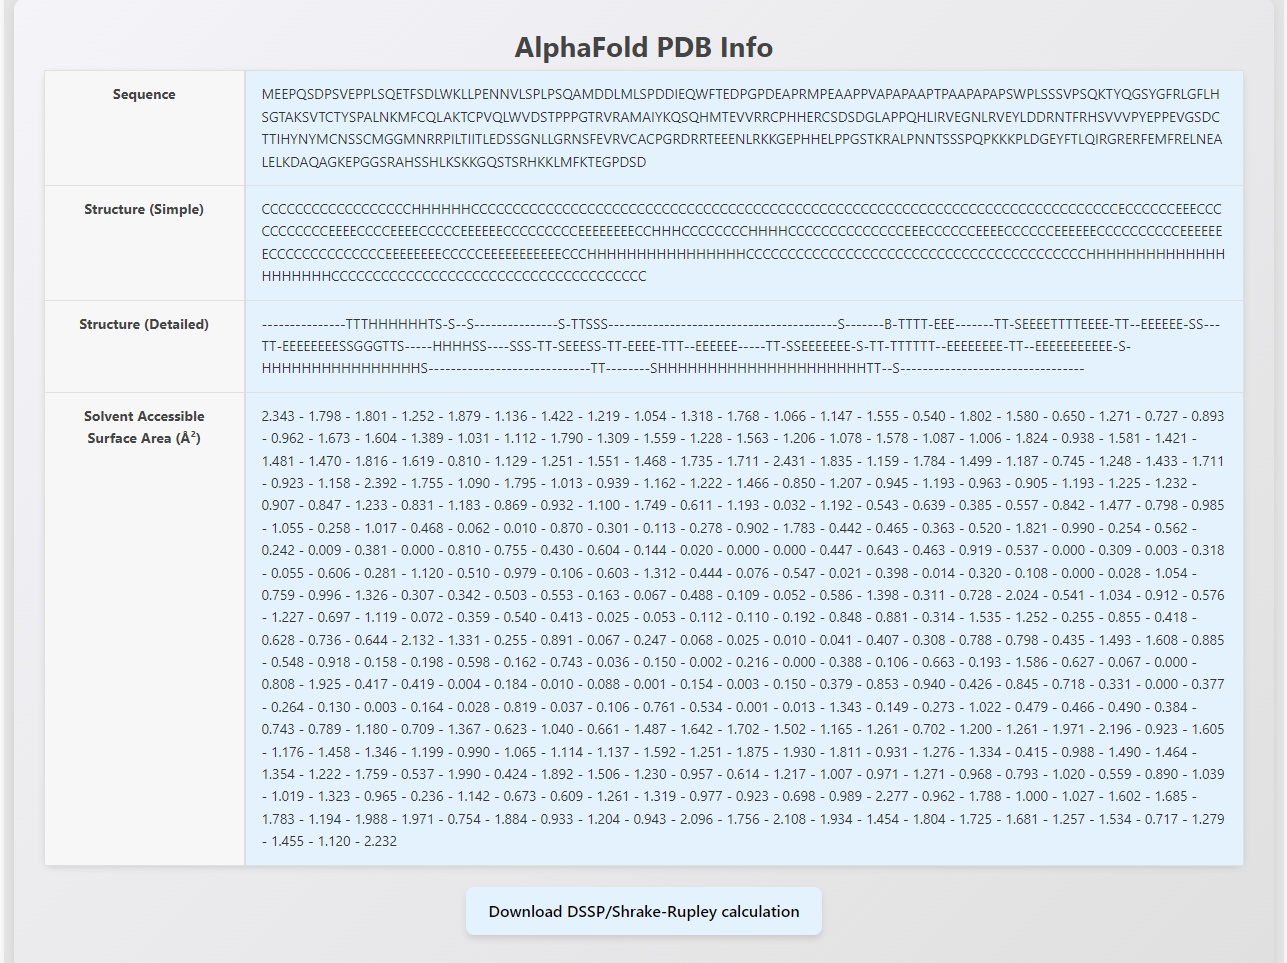 AlphaFold PDB Info
Sequence
MEEPQSDPSVEPPLSQETFSDLWKLLPENNVLSPLPSQAMDDLMLSPDDIEQWFTEDPGPDEAPRMPEAAPPVAPAPAAPTPAAPAPAPSWPLSSSVPSQKTYQGSYGFRLGFLH
SGTAKSVTCTYSPALNKMFCQLAKTCPVQLWVDSTPPPGTRVRAMAIYKQSQHMTEVVRRCPHHERCSDSDGLAPPQHLIRVEGNLRVEYLDDRNTFRHSVVVPYEPPEVGSDC
TTIHYNYMCNSSCMGGMNRRPILTIITLEDSSGNLLGRNSFEVRVCACPGRDRRTEEENLRKKGEPHHELPPGSTKRALPNNTSSSPQPKKKPLDGEYFTLQIRGRERFEMFRELNEA
LELKDAQAGKEPGGSRAHSSHLKSKKGQSTSRHKKLMFKTEGPDSD
Structure (Simple)
Structure (Detailed)
Solvent Accessible
Surface Area (Å²)
2.343 - 1.798 - 1.801 - 1.252 - 1.879 - 1.136 - 1.422 - 1.219 - 1.054 - 1.318 - 1.768 - 1.066 - 1.147 - 1.555 - 0.540 - 1.802 - 1.580 - 0.650 - 1.271 - 0.727 - 0.893
- 0.962 - 1.673 - 1.604 - 1.389 - 1.031 - 1.112 - 1.790 - 1.309 - 1.559 - 1.228 - 1.563 - 1.206 - 1.078 - 1.578 - 1.087 - 1.006 - 1.824 - 0.938 - 1.581 - 1.421 -
1.481 - 1.470 - 1.816 - 1.619 - 0.810 - 1.129 - 1.251 - 1.551 - 1.468 - 1.735 - 1.711 - 2.431 - 1.835 - 1.159 - 1.784 - 1.499 - 1.187 - 0.745 - 1.248 - 1.433 - 1.711
- 0.923 - 1.158 - 2.392 - 1.755 - 1.090 - 1.795 - 1.013 - 0.939 - 1.162 - 1.222 - 1.466 - 0.850 - 1.207 - 0.945 - 1.193 - 0.963 - 0.905 - 1.193 - 1.225 - 1.232 -
0.907 - 0.847 - 1.233 - 0.831 - 1.183 - 0.869 - 0.932 - 1.100 - 1.749 - 0.611 - 1.193 - 0.032 - 1.192 - 0.543 - 0.639 - 0.385 - 0.557 - 0.842 - 1.477 - 0.798 - 0.985
- 1.055 - 0.258 - 1.017 - 0.468 - 0.062 - 0.010 - 0.870 - 0.301 - 0.113 - 0.278 - 0.902 - 1.783 - 0.442 - 0.465 - 0.363 - 0.520 - 1.821 - 0.990 - 0.254 - 0.562 -
0.242 - 0.009 - 0.381 - 0.000 - 0.810 - 0.755 - 0.430 - 0.604 - 0.144 - 0.020 - 0.000 - 0.000 - 0.447 - 0.643 - 0.463 - 0.919 - 0.537 - 0.000 - 0.309 - 0.003 - 0.318
- 0.055 - 0.606 - 0.281 - 1.120 - 0.510 - 0.979 - 0.106 - 0.603 - 1.312 - 0.444 - 0.076 - 0.547 - 0.021 - 0.398 - 0.014 - 0.320 - 0.108 - 0.000 - 0.028 - 1.054 -
0.759 - 0.996 - 1.326 - 0.307 - 0.342 - 0.503 - 0.553 - 0.163 - 0.067 - 0.488 - 0.109 - 0.052 - 0.586 - 1.398 - 0.311 - 0.728 - 2.024 - 0.541 - 1.034 - 0.912 - 0.576
- 1.227 - 0.697 - 1.119 - 0.072 - 0.359 - 0.540 - 0.413 - 0.025 - 0.053 - 0.112 - 0.110 - 0.192 - 0.848 - 0.881 - 0.314 - 1.535 - 1.252 - 0.255 - 0.855 - 0.418 -
0.628 - 0.736 - 0.644 - 2.132 - 1.331 - 0.255 - 0.891 - 0.067 - 0.247 - 0.068 - 0.025 - 0.010 - 0.041 - 0.407 - 0.308 - 0.788 - 0.798 - 0.435 - 1.493 - 1.608 - 0.885
- 0.548 - 0.918 - 0.158 - 0.198 - 0.598 - 0.162 - 0.743 - 0.036 - 0.150 - 0.002 - 0.216 - 0.000 - 0.388 - 0.106 - 0.663 - 0.193 - 1.586 - 0.627 - 0.067 - 0.000 -
0.808 - 1.925 - 0.417 - 0.419 - 0.004 - 0.184 - 0.010 - 0.088 - 0.001 - 0.154 - 0.003 - 0.150 - 0.379 - 0.853 - 0.940 - 0.426 - 0.845 - 0.718 - 0.331 - 0.000 - 0.377
- 0.264 - 0.130 - 0.003 - 0.164 - 0.028 - 0.819 - 0.037 - 0.106 - 0.761 - 0.534 - 0.001 - 0.013 - 1.343 - 0.149 - 0.273 - 1.022 - 0.479 - 0.466 - 0.490 - 0.384 -
0.743 - 0.789 - 1.180 - 0.709 - 1.367 - 0.623 - 1.040 - 0.661 - 1.487 - 1.642 - 1.702 - 1.502 - 1.165 - 1.261 - 0.702 - 1.200 - 1.261 - 1.971 - 2.196 - 0.923 - 1.605
- 1.176 - 1.458 - 1.346 - 1.199 - 0.990 - 1.065 - 1.114 - 1.137 - 1.592 - 1.251 - 1.875 - 1.930 - 1.811 - 0.931 - 1.276 - 1.334 - 0.415 - 0.988 - 1.490 - 1.464 -
1.354 - 1.222 - 1.759 - 0.537 - 1.990 - 0.424 - 1.892 - 1.506 - 1.230 - 0.957 - 0.614 - 1.217 - 1.007 - 0.971 - 1.271 - 0.968 - 0.793 - 1.020 - 0.559 - 0.890 - 1.039
- 1.019 - 1.323 - 0.965 - 0.236 - 1.142 - 0.673 - 0.609 - 1.261 - 1.319 - 0.977 - 0.923 - 0.698 - 0.989 - 2.277 - 0.962 - 1.788 - 1.000 - 1.027 - 1.602 - 1.685 -
1.783 - 1.194 - 1.988 - 1.971 - 0.754 - 1.884 - 0.933 - 1.204 - 0.943 - 2.096 - 1.756 - 2.108 - 1.934 - 1.454 - 1.804 - 1.725 - 1.681 - 1.257 - 1.534 - 0.717 - 1.279
- 1.455 - 1.120 - 2.232
Download DSSP/Shrake-Rupley calculation